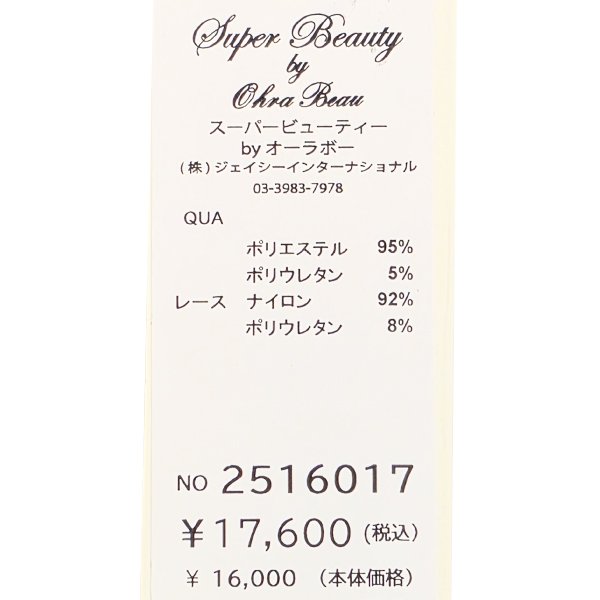 Super Beauty
by
Ohra Beau
スーパービューティー
by オーラボー
(株)ジェイシーインターナショナル
03-3983-7978
QUA
ポリエステル 95%
ポリウレタン 5%
レース ナイロン 92%
ポリウレタン 8%
NO 2516017
¥17,600(税込)
¥ 16,000 (本体価格)